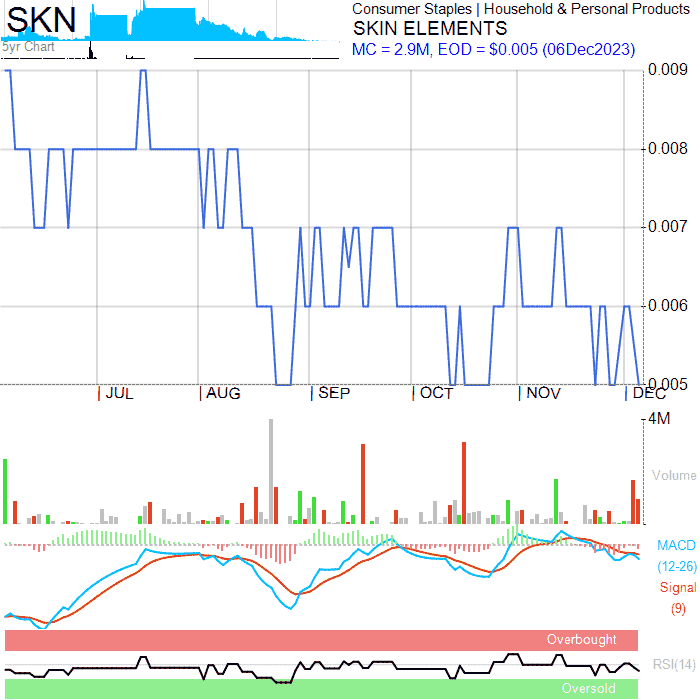 SKN
5yr Chart
Consumer Staples | Household & Personal Products
SKIN ELEMENTS
MC = 2.9M, EOD = $0.005 (06Dec2023)
0.009
0.008
0.007
0.006
0.005
JUL
AUG
SEP
OCT
NOV
DEC
4M
Volume
MACD
(12-26)
Signal
(9)
Overbought
RSI(14)
Oversold